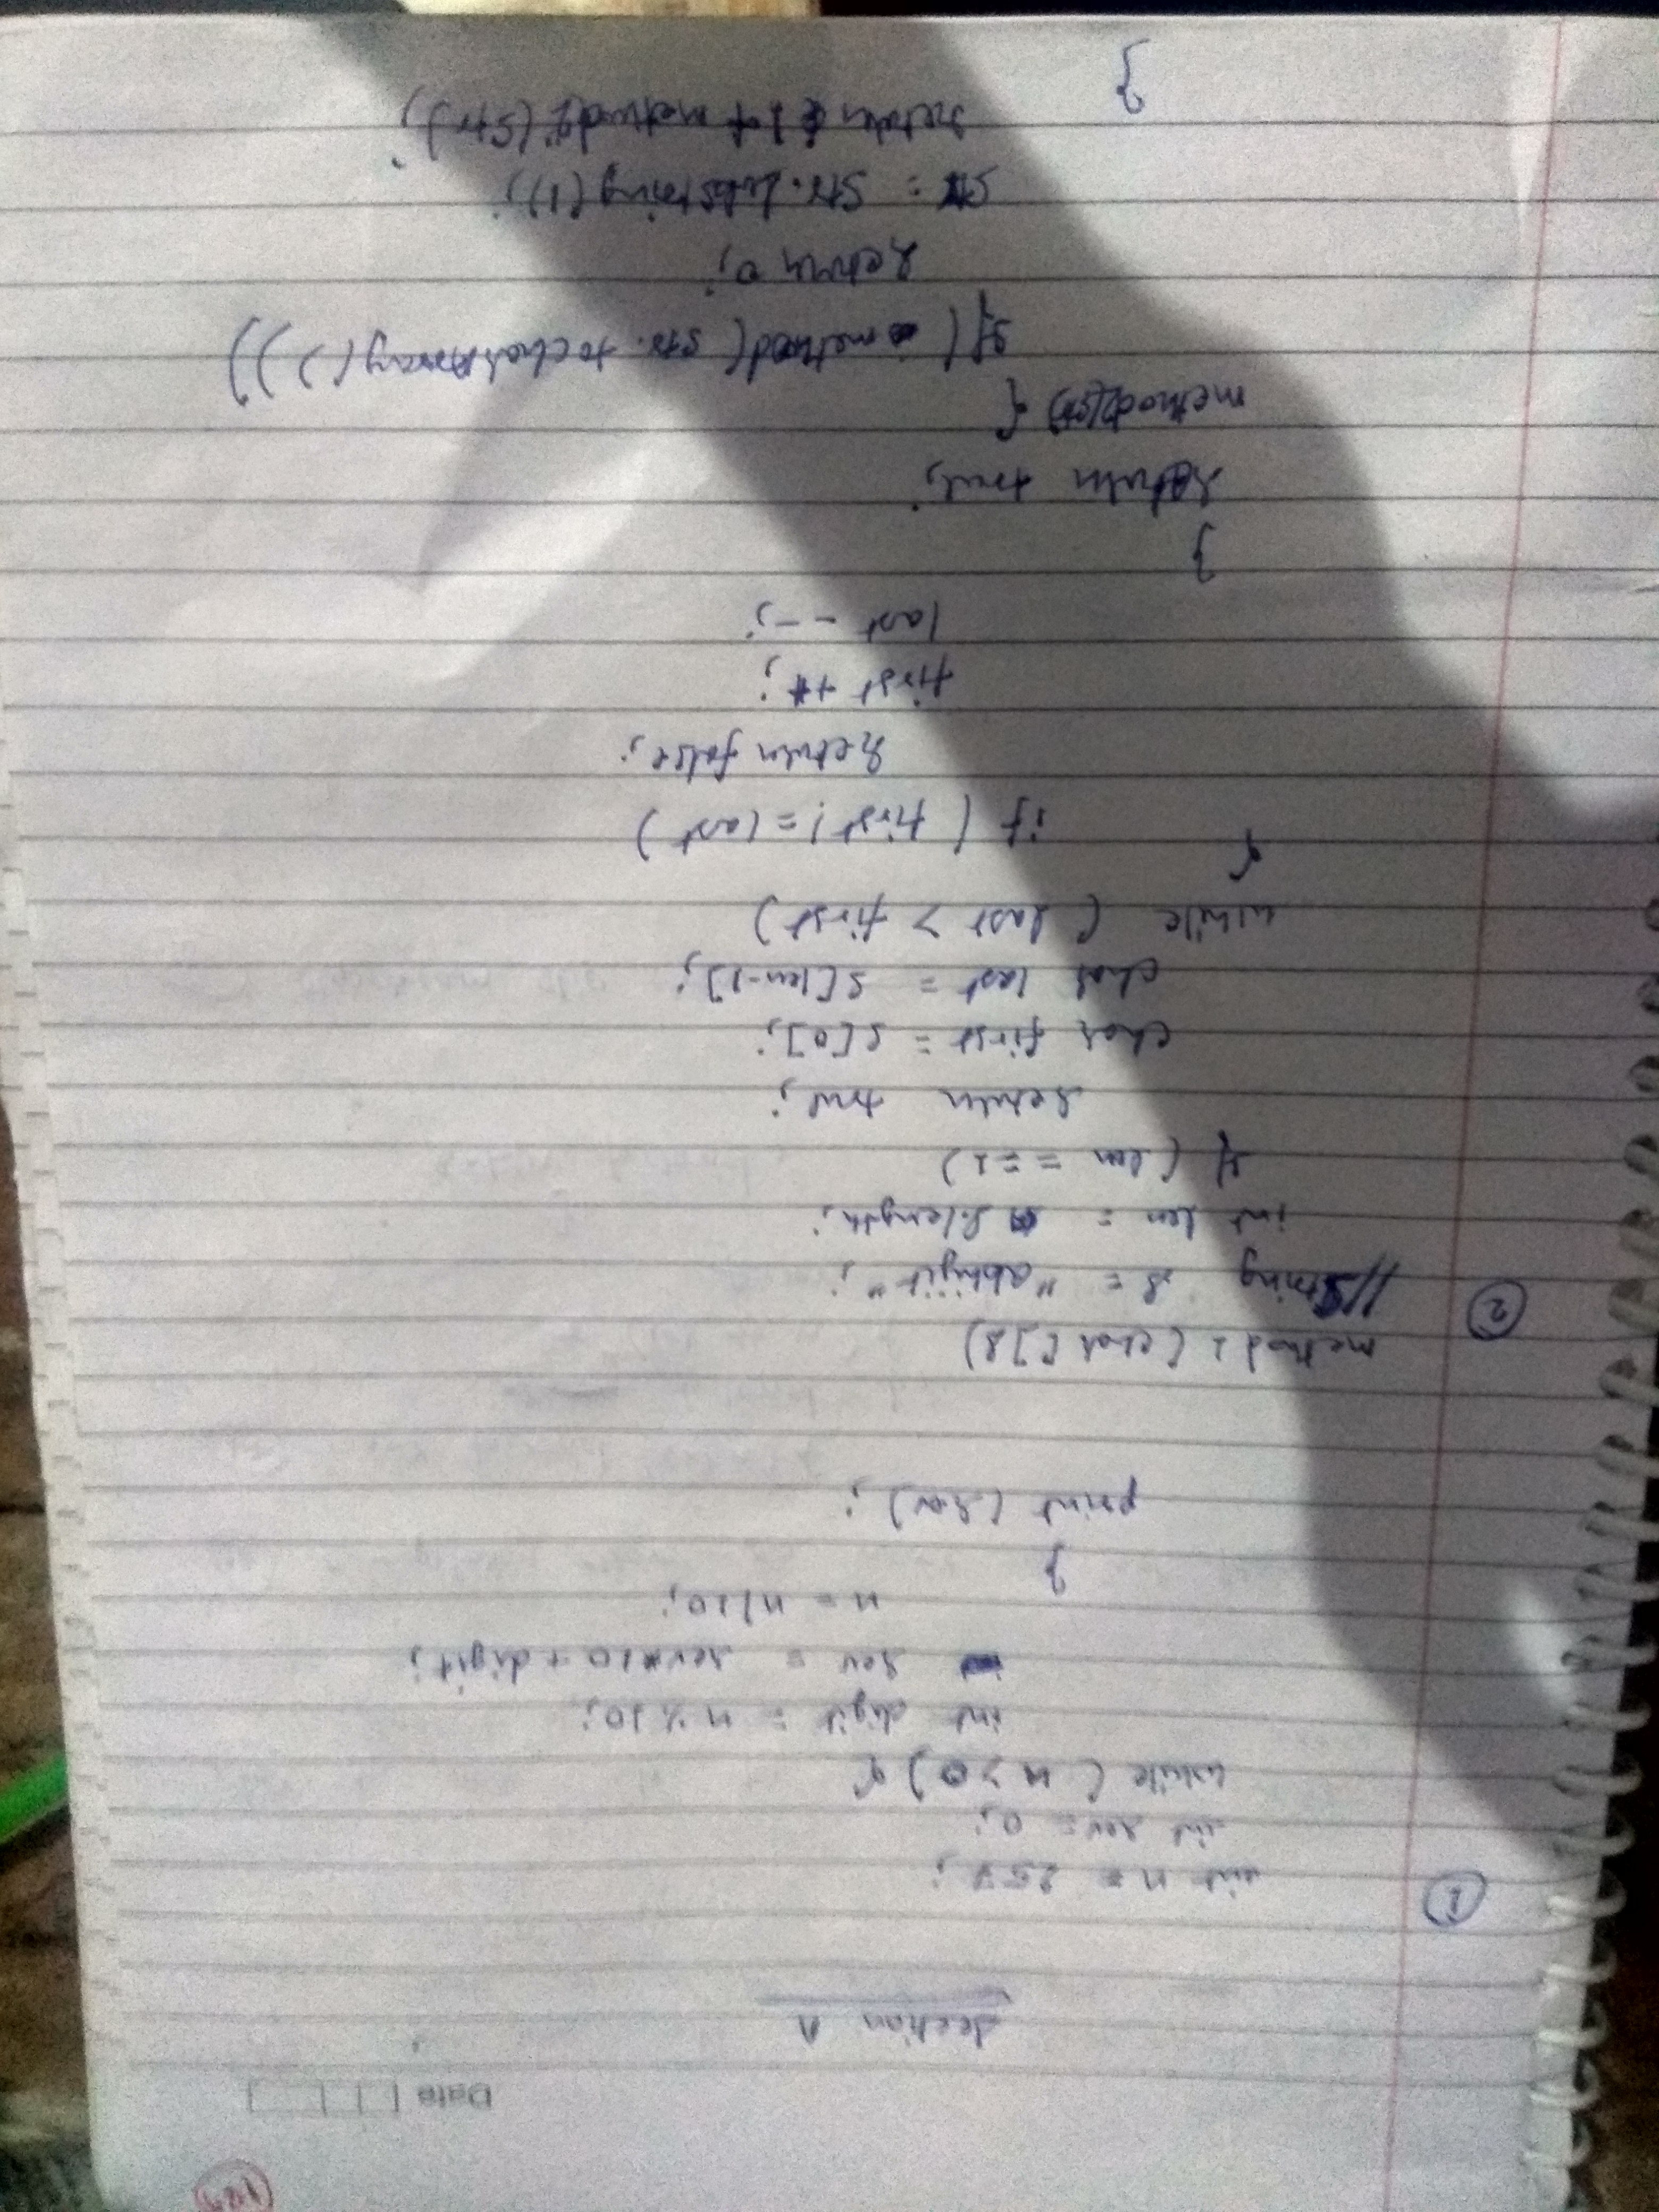 Date
Section A
1
int n = 257;
int rev = 0;
while ( n > 0 ) {
int digit = n % 10;
rev = rev*10 + digit;
n = n/10;
}
print (rev);
method 1 (char [] s)
2
//String s = "abhijit";
int len = s.length;
if (len == 1)
return true;
char first = s[0];
char last = s[len-1];
while ( last > first)
{
if ( first != last )
return false;
first ++;
last --;
}
return true;
method2(str) {
if ( method( str. toCharArray( ) ))
return 0;
str = str. substring (1);
return 1 + method2 (str);
}